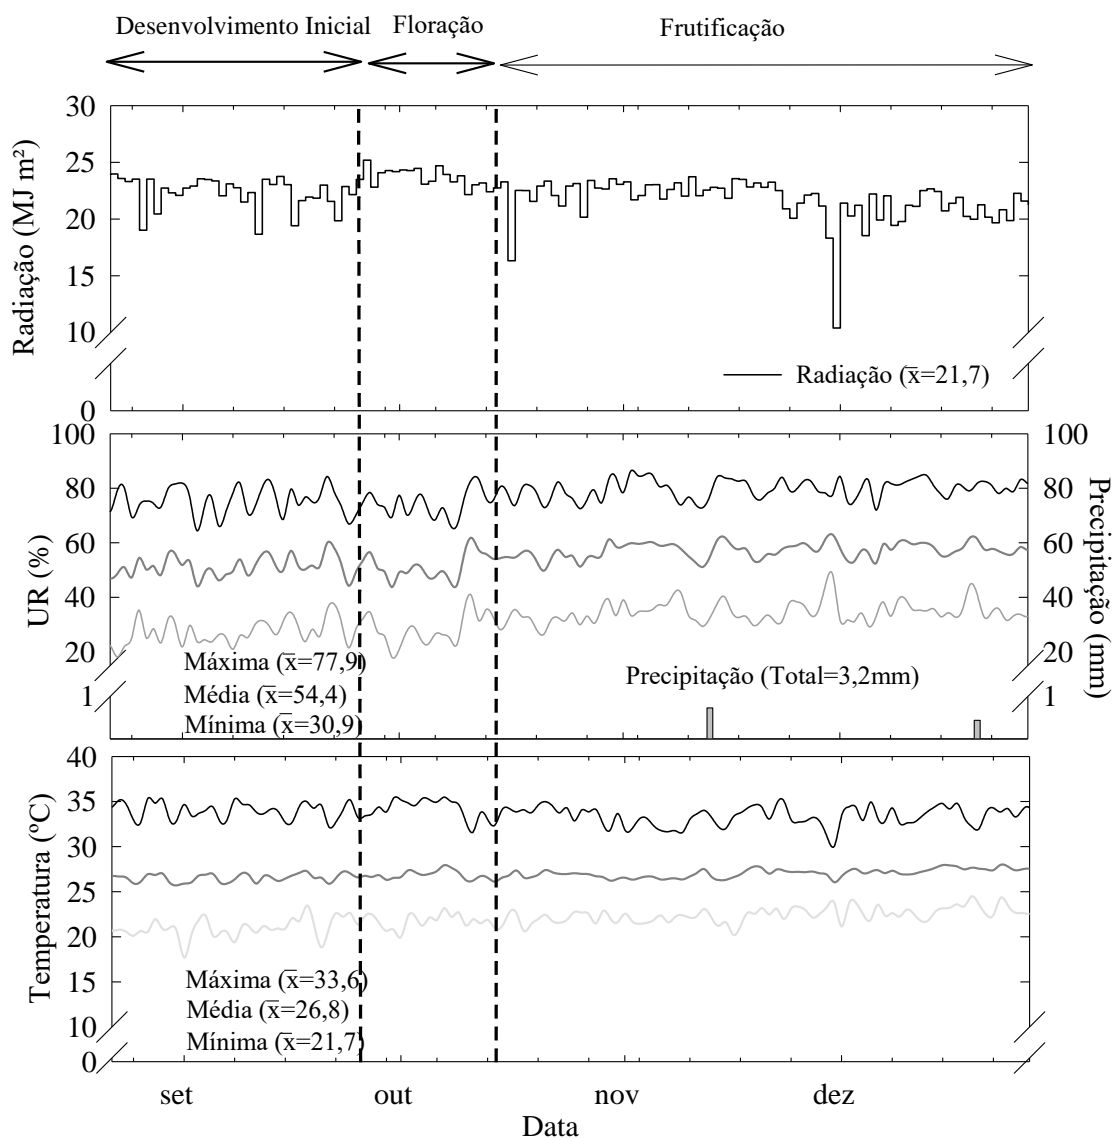 Desenvolvimento Inicial Floração Frutificação
30
25
20
15
10
0
Radiação (MJ m²)
Radiação (x̅=21,7)
100
80
60
40
20
1
UR (%)
100
80
60
40
20
1
Precipitação (mm)
Máxima (x̅=77,9)
Média (x̅=54,4)
Mínima (x̅=30,9)
Precipitação (Total=3,2mm)
40
35
30
25
20
15
10
0
Temperatura (ºC)
Máxima (x̅=33,6)
Média (x̅=26,8)
Mínima (x̅=21,7)
set out nov dez
Data